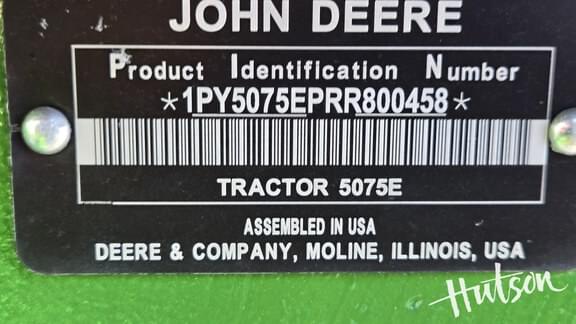 JOHN DEERE
Product Identification Number
*1PY5075EPRR800458*
TRACTOR 5075E
ASSEMBLED IN USA
DEERE & COMPANY, MOLINE, ILLINOIS, USA
Hutson